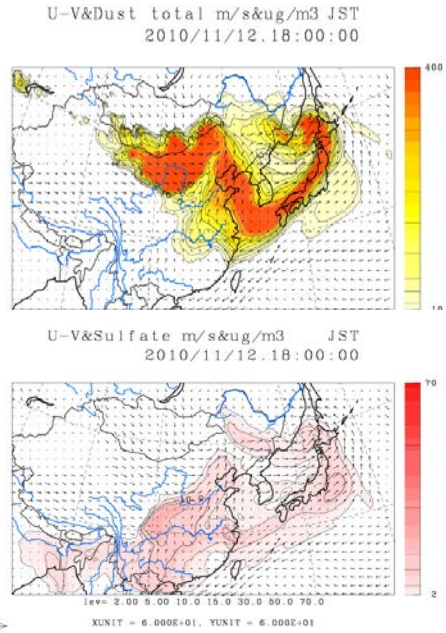 U-V&Dust total m/s&ug/m3 JST
2010/11/12.18:00:00
400
U-V&Sulfate m/s&ug/m3 JST
2010/11/12.18:00:00
70
2
lev= 2.00 5.00 10.0 15.0 30.0 50.0 70.0
XUNIT = 6.000E+01, YUNIT = 6.000E+01